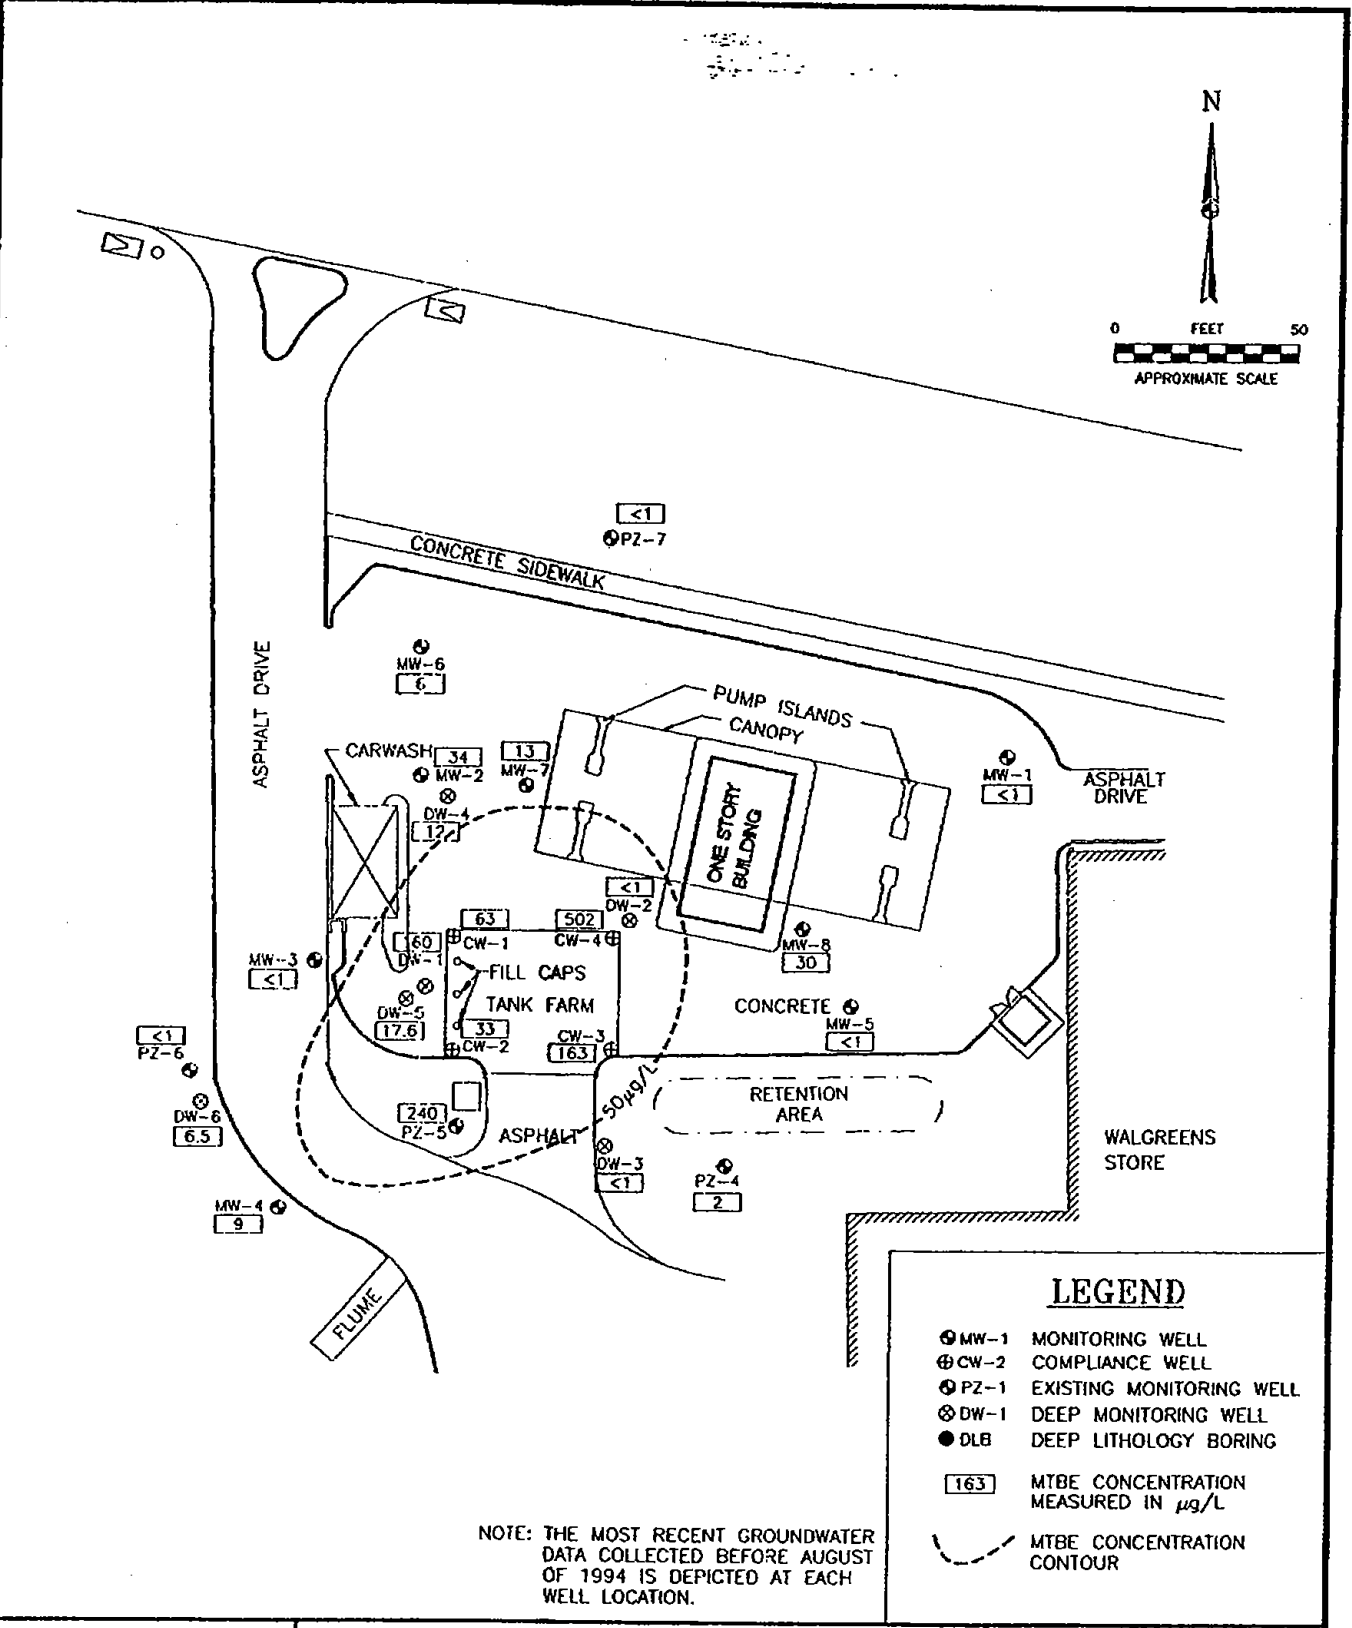 N
0 FEET 50
APPROXIMATE SCALE
<1
PZ-7
CONCRETE SIDEWALK
ASPHALT DRIVE
MW-6
6
PUMP ISLANDS
CANOPY
CARWASH
34
MW-2
13
MW-7
DW-4
12
ONE STORY
BUILDING
MW-1
<1
ASPHALT
DRIVE
<1
DW-2
63
CW-1
502
CW-4
MW-8
30
160
DW-1
MW-3
<1
FILL CAPS
TANK FARM
DW-5
17.6
33
CW-2
CW-3
163
CONCRETE
MW-5
<1
<1
PZ-6
DW-6
6.5
240
PZ-5
ASPHALT
50µg/L
RETENTION
AREA
DW-3
<1
PZ-4
2
WALGREENS
STORE
MW-4
9
FLUME
LEGEND
MW-1 MONITORING WELL
CW-2 COMPLIANCE WELL
PZ-1 EXISTING MONITORING WELL
DW-1 DEEP MONITORING WELL
DLB DEEP LITHOLOGY BORING
163 MTBE CONCENTRATION
MEASURED IN µg/L
MTBE CONCENTRATION
CONTOUR
NOTE: THE MOST RECENT GROUNDWATER
DATA COLLECTED BEFORE AUGUST
OF 1994 IS DEPICTED AT EACH
WELL LOCATION.